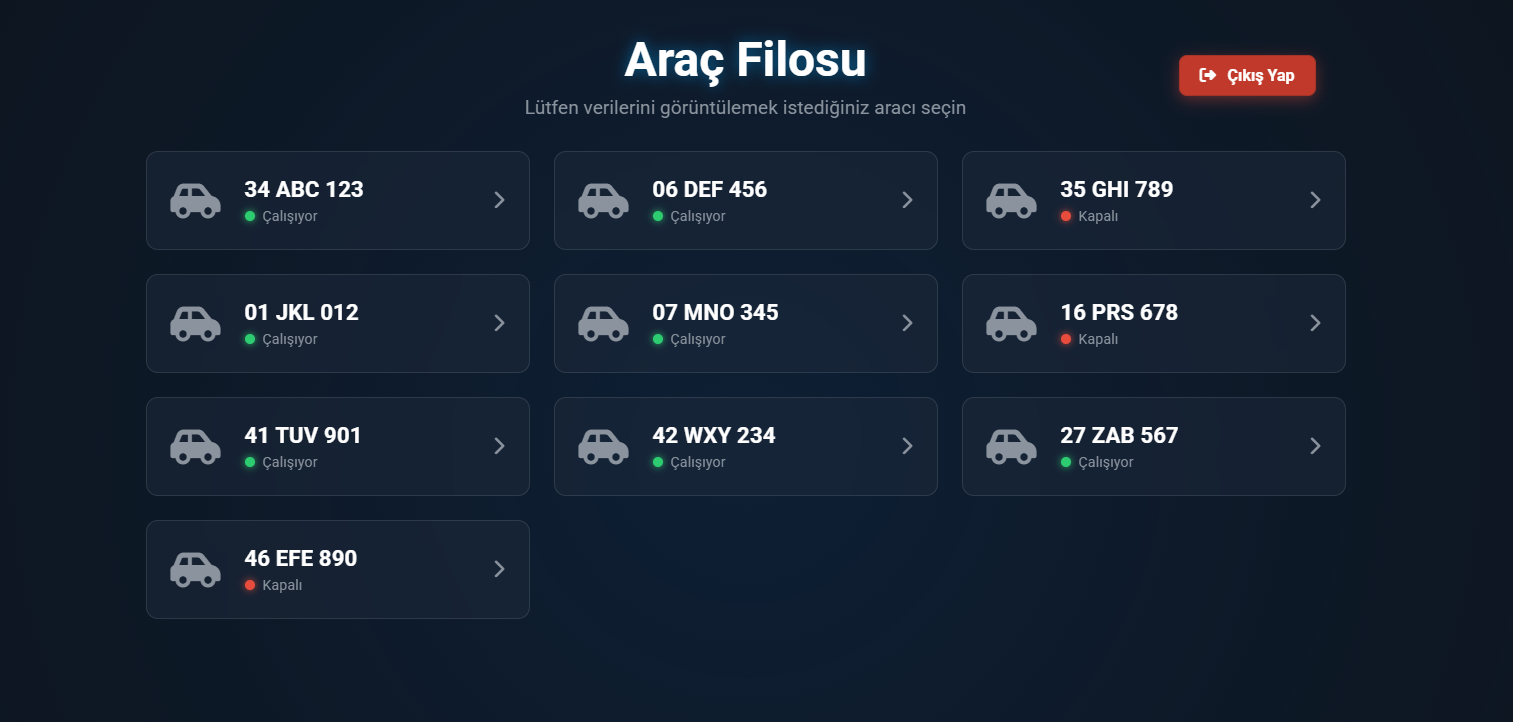 Araç Filosu
Çıkış Yap
Lütfen verilerini görüntülemek istediğiniz aracı seçin
34 ABC 123
Çalışıyor
06 DEF 456
Çalışıyor
35 GHI 789
Kapalı
01 JKL 012
Çalışıyor
07 MNO 345
Çalışıyor
16 PRS 678
Kapalı
41 TUV 901
Çalışıyor
42 WXY 234
Çalışıyor
27 ZAB 567
Çalışıyor
46 EFE 890
Kapalı